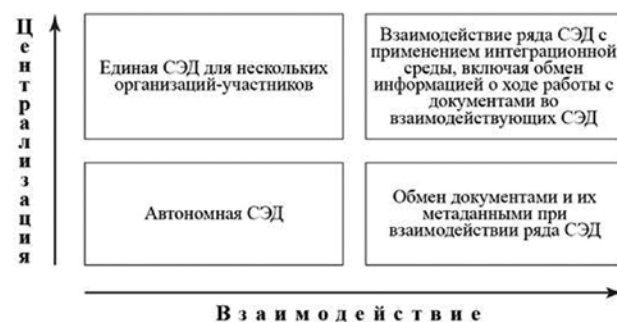 Централизация
Единая СЭД для нескольких
организаций-участников
Взаимодействие ряда СЭД с
применением интеграционной
среды, включая обмен
информацией о ходе работы с
документами во
взаимодействующих СЭД
Автономная СЭД
Обмен документами и их
метаданными при
взаимодействии ряда СЭД
Взаимодействие